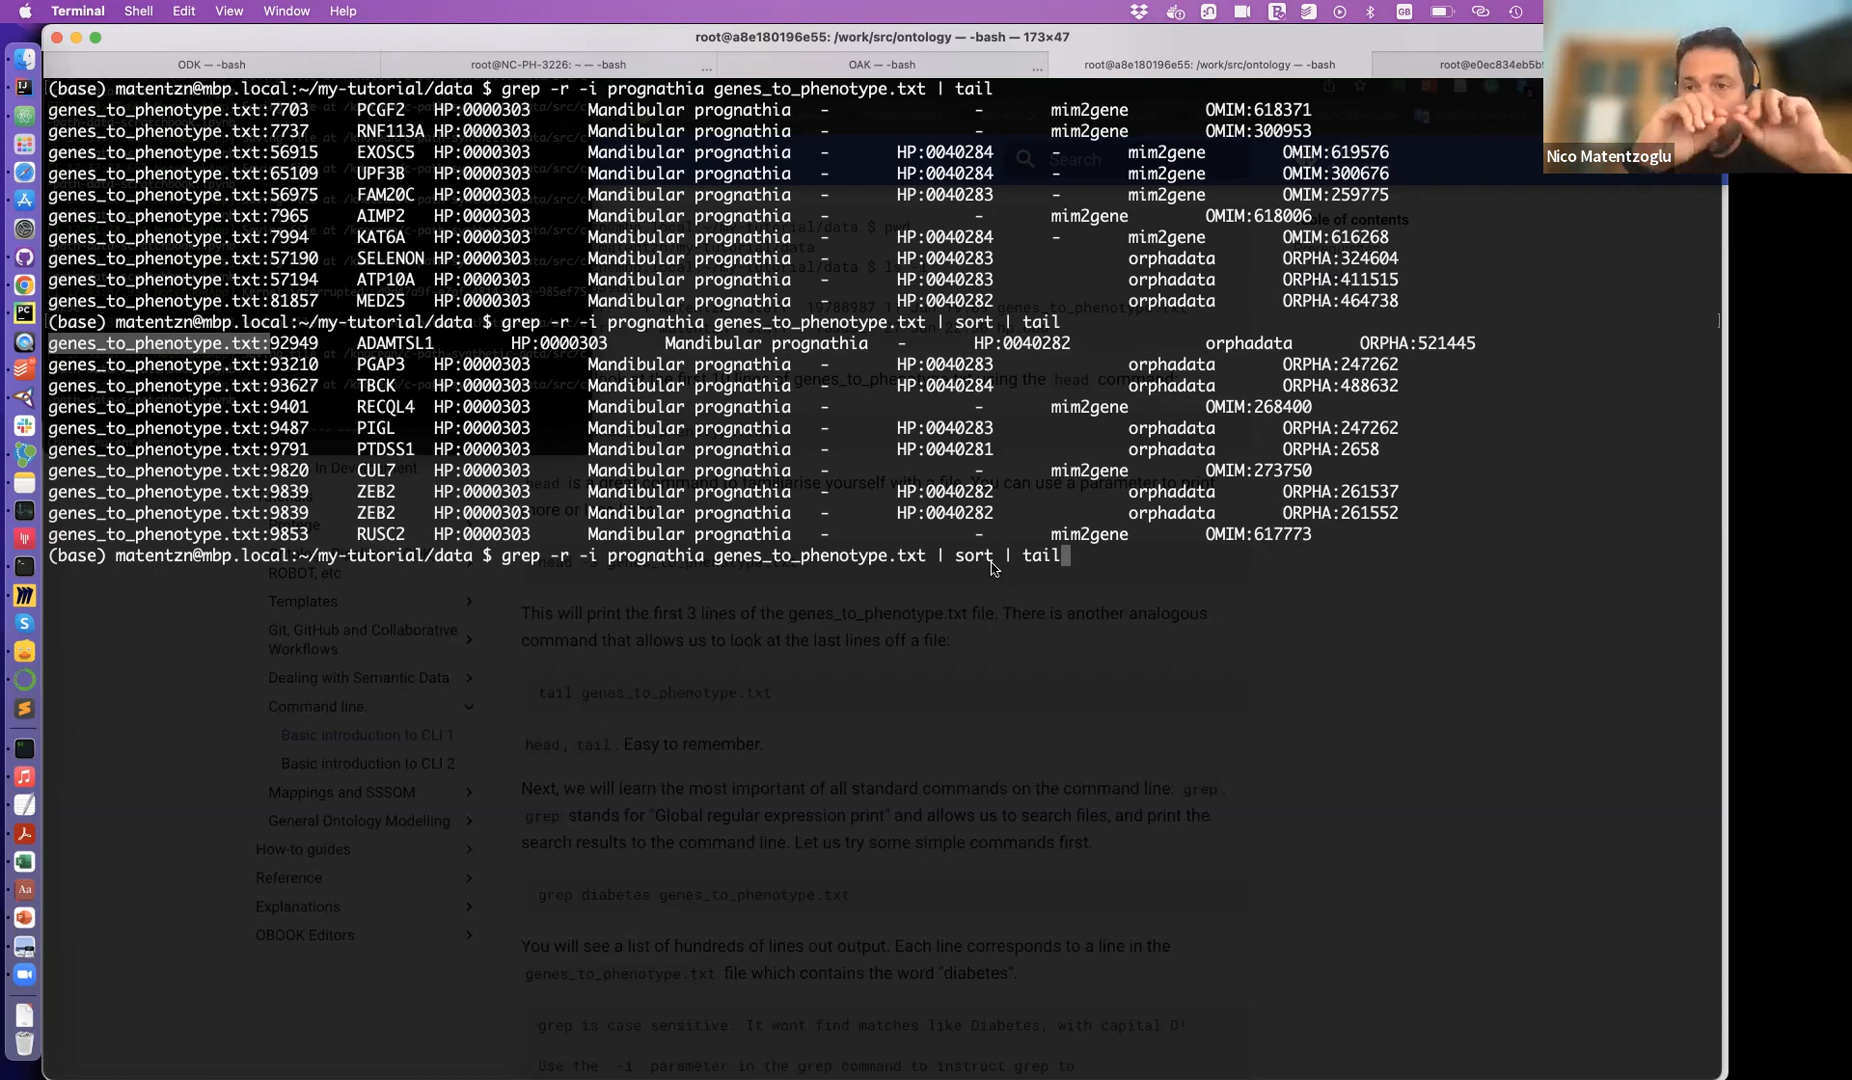 Terminal Shell Edit View Window Help
root@a8e180196e55: /work/src/ontology — -bash — 173×47
ODK — -bash
root@NC-PH-3226: ~ — -bash ...
OAK — -bash ...
root@a8e180196e55: /work/src/ontology — -bash
root@e0ec834eb5b
Nico Matentzoglu
(base) matentzn@mbp.local:~/my-tutorial/data $ grep -r -i prognathia genes_to_phenotype.txt | tail
genes_to_phenotype.txt:7703 PCGF2 HP:0000303 Mandibular prognathia - - mim2gene OMIM:618371
genes_to_phenotype.txt:7737 RNF113A HP:0000303 Mandibular prognathia - - mim2gene OMIM:300953
genes_to_phenotype.txt:56915 EXOSC5 HP:0000303 Mandibular prognathia - HP:0040284 - mim2gene OMIM:619576
genes_to_phenotype.txt:65109 UPF3B HP:0000303 Mandibular prognathia - HP:0040284 - mim2gene OMIM:300676
genes_to_phenotype.txt:56975 FAM20C HP:0000303 Mandibular prognathia - HP:0040283 - mim2gene OMIM:259775
genes_to_phenotype.txt:7965 AIMP2 HP:0000303 Mandibular prognathia - - mim2gene OMIM:618006
genes_to_phenotype.txt:7994 KAT6A HP:0000303 Mandibular prognathia - HP:0040284 - mim2gene OMIM:616268
genes_to_phenotype.txt:57190 SELENON HP:0000303 Mandibular prognathia - HP:0040283 orphadata ORPHA:324604
genes_to_phenotype.txt:57194 ATP10A HP:0000303 Mandibular prognathia - HP:0040283 orphadata ORPHA:411515
genes_to_phenotype.txt:81857 MED25 HP:0000303 Mandibular prognathia - HP:0040282 orphadata ORPHA:464738
(base) matentzn@mbp.local:~/my-tutorial/data $ grep -r -i prognathia genes_to_phenotype.txt | sort | tail
genes_to_phenotype.txt:92949 ADAMTSL1 HP:0000303 Mandibular prognathia - HP:0040282 orphadata ORPHA:521445
genes_to_phenotype.txt:93210 PGAP3 HP:0000303 Mandibular prognathia - HP:0040283 orphadata ORPHA:247262
genes_to_phenotype.txt:93627 TBCK HP:0000303 Mandibular prognathia - HP:0040284 orphadata ORPHA:488632
genes_to_phenotype.txt:9401 RECQL4 HP:0000303 Mandibular prognathia - - mim2gene OMIM:268400
genes_to_phenotype.txt:9487 PIGL HP:0000303 Mandibular prognathia - HP:0040283 orphadata ORPHA:247262
genes_to_phenotype.txt:9791 PTDSS1 HP:0000303 Mandibular prognathia - HP:0040281 orphadata ORPHA:2658
genes_to_phenotype.txt:9820 CUL7 HP:0000303 Mandibular prognathia - - mim2gene OMIM:273750
genes_to_phenotype.txt:9839 ZEB2 HP:0000303 Mandibular prognathia - HP:0040282 orphadata ORPHA:261537
genes_to_phenotype.txt:9839 ZEB2 HP:0000303 Mandibular prognathia - HP:0040282 orphadata ORPHA:261552
genes_to_phenotype.txt:9853 RUSC2 HP:0000303 Mandibular prognathia - - mim2gene OMIM:617773
(base) matentzn@mbp.local:~/my-tutorial/data $ grep -r -i prognathia genes_to_phenotype.txt | sort | tail
Search
ROBOT, etc
Templates
Git, GitHub and Collaborative
Workflows
Dealing with Semantic Data
Command line
Basic introduction to CLI 1
Basic introduction to CLI 2
Mappings and SSSOM
General Ontology Modelling
How-to guides
Reference
Explanations
OBOOK Editors
This will print the first 3 lines of the genes_to_phenotype.txt file. There is another analogous
command that allows us to look at the last lines off a file:
tail genes_to_phenotype.txt
head, tail. Easy to remember.
Next, we will learn the most important of all standard commands on the command line: grep.
grep stands for "Global regular expression print" and allows us to search files, and print the
search results to the command line. Let us try some simple commands first.
grep diabetes genes_to_phenotype.txt
You will see a list of hundreds of lines out output. Each line corresponds to a line in the
genes_to_phenotype.txt file which contains the word "diabetes".
grep is case sensitive. It wont find matches like Diabetes, with capital D!
Use the -i parameter in the grep command to instruct grep to